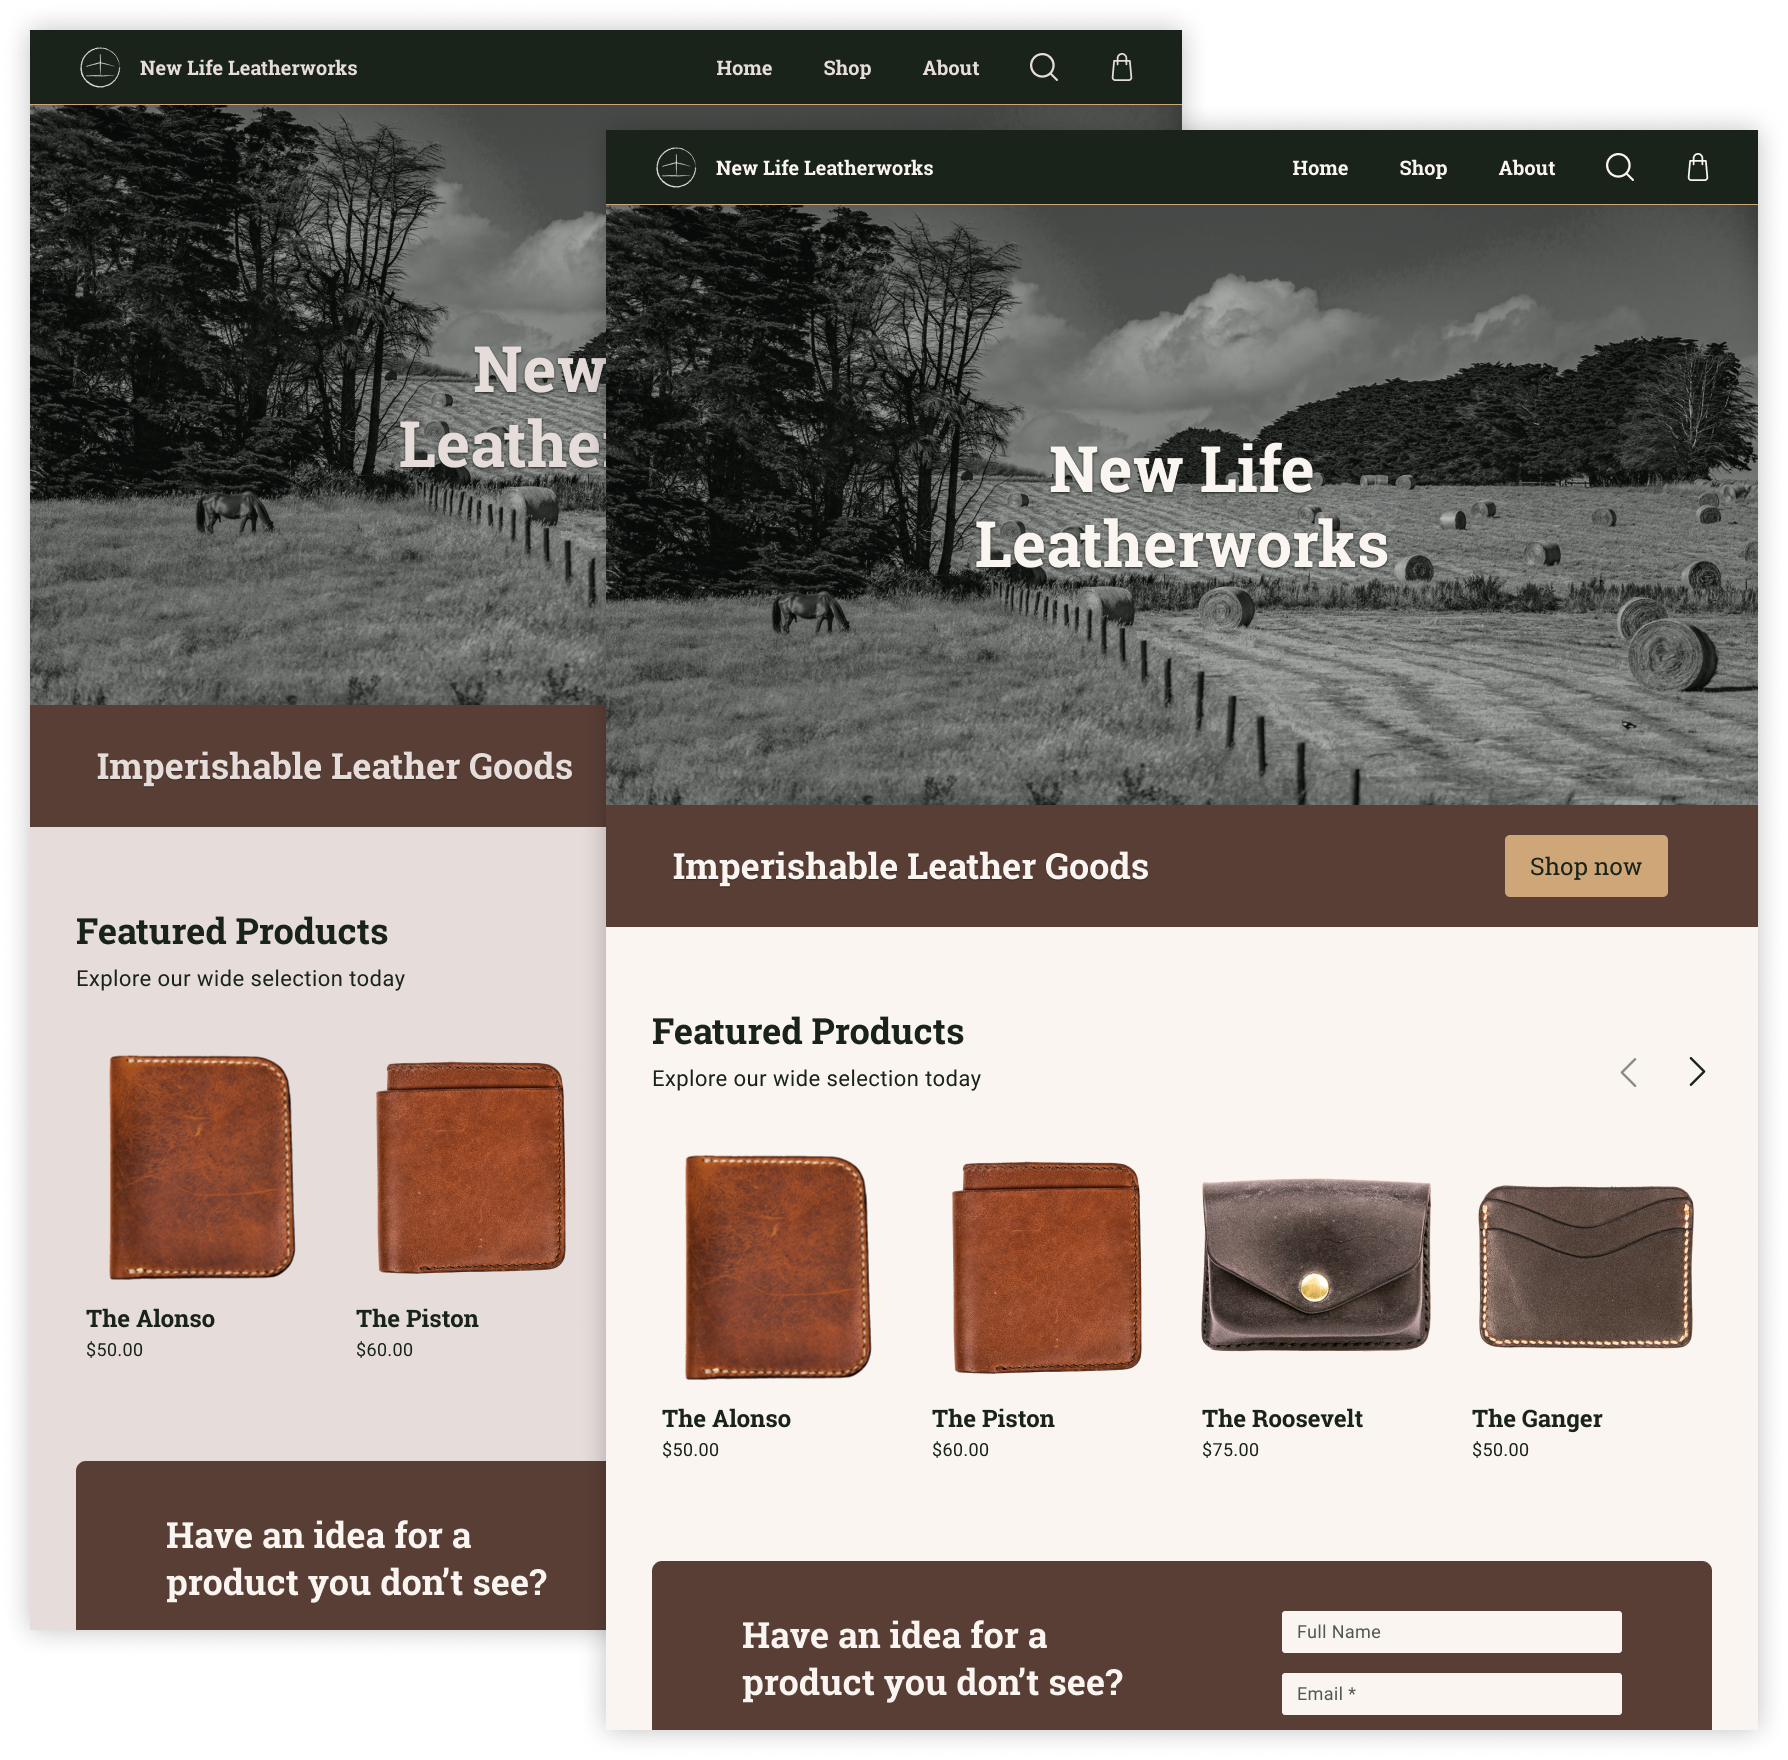 New Life Leatherworks
Home
Shop
About
New
Leathe
Imperishable Leather Goods
Featured Products
Explore our wide selection today
The Alonso
$50.00
The Piston
$60.00
Have an idea for a
product you don’t see?
New Life Leatherworks
Home
Shop
About
New Life
Leatherworks
Imperishable Leather Goods
Shop now
Featured Products
Explore our wide selection today
The Alonso
$50.00
The Piston
$60.00
The Roosevelt
$75.00
The Ganger
$50.00
Have an idea for a
product you don’t see?
Full Name
Email *